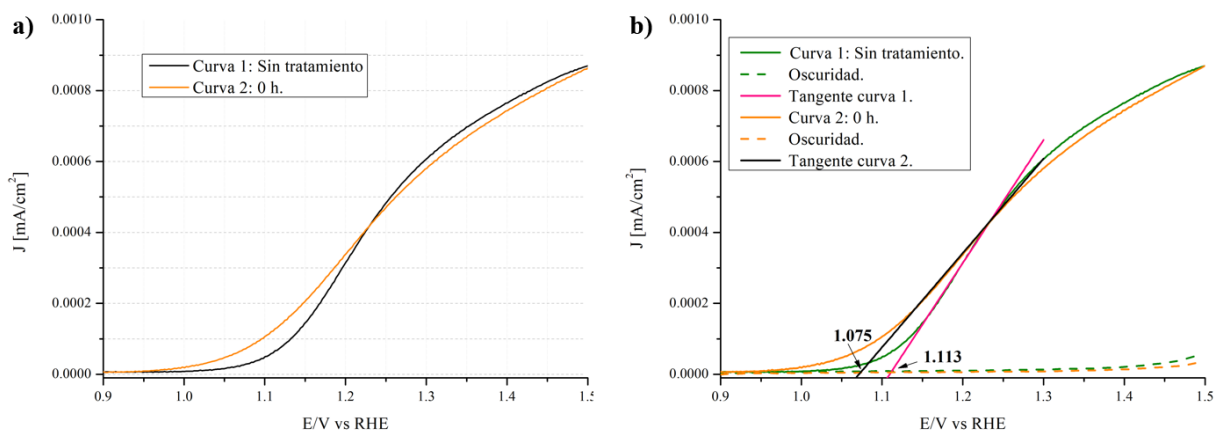 a)
0.0010
0.0008
0.0006
0.0004
0.0002
0.0000
J [mA/cm²]
Curva 1: Sin tratamiento
Curva 2: 0 h.
0.9 1.0 1.1 1.2 1.3 1.4 1.5
E/V vs RHE
b)
0.0010
0.0008
0.0006
0.0004
0.0002
0.0000
J [mA/cm²]
Curva 1: Sin tratamiento.
Oscuridad.
Tangente curva 1.
Curva 2: 0 h.
Oscuridad.
Tangente curva 2.
1.075
1.113
0.9 1.0 1.1 1.2 1.3 1.4 1.5
E/V vs RHE